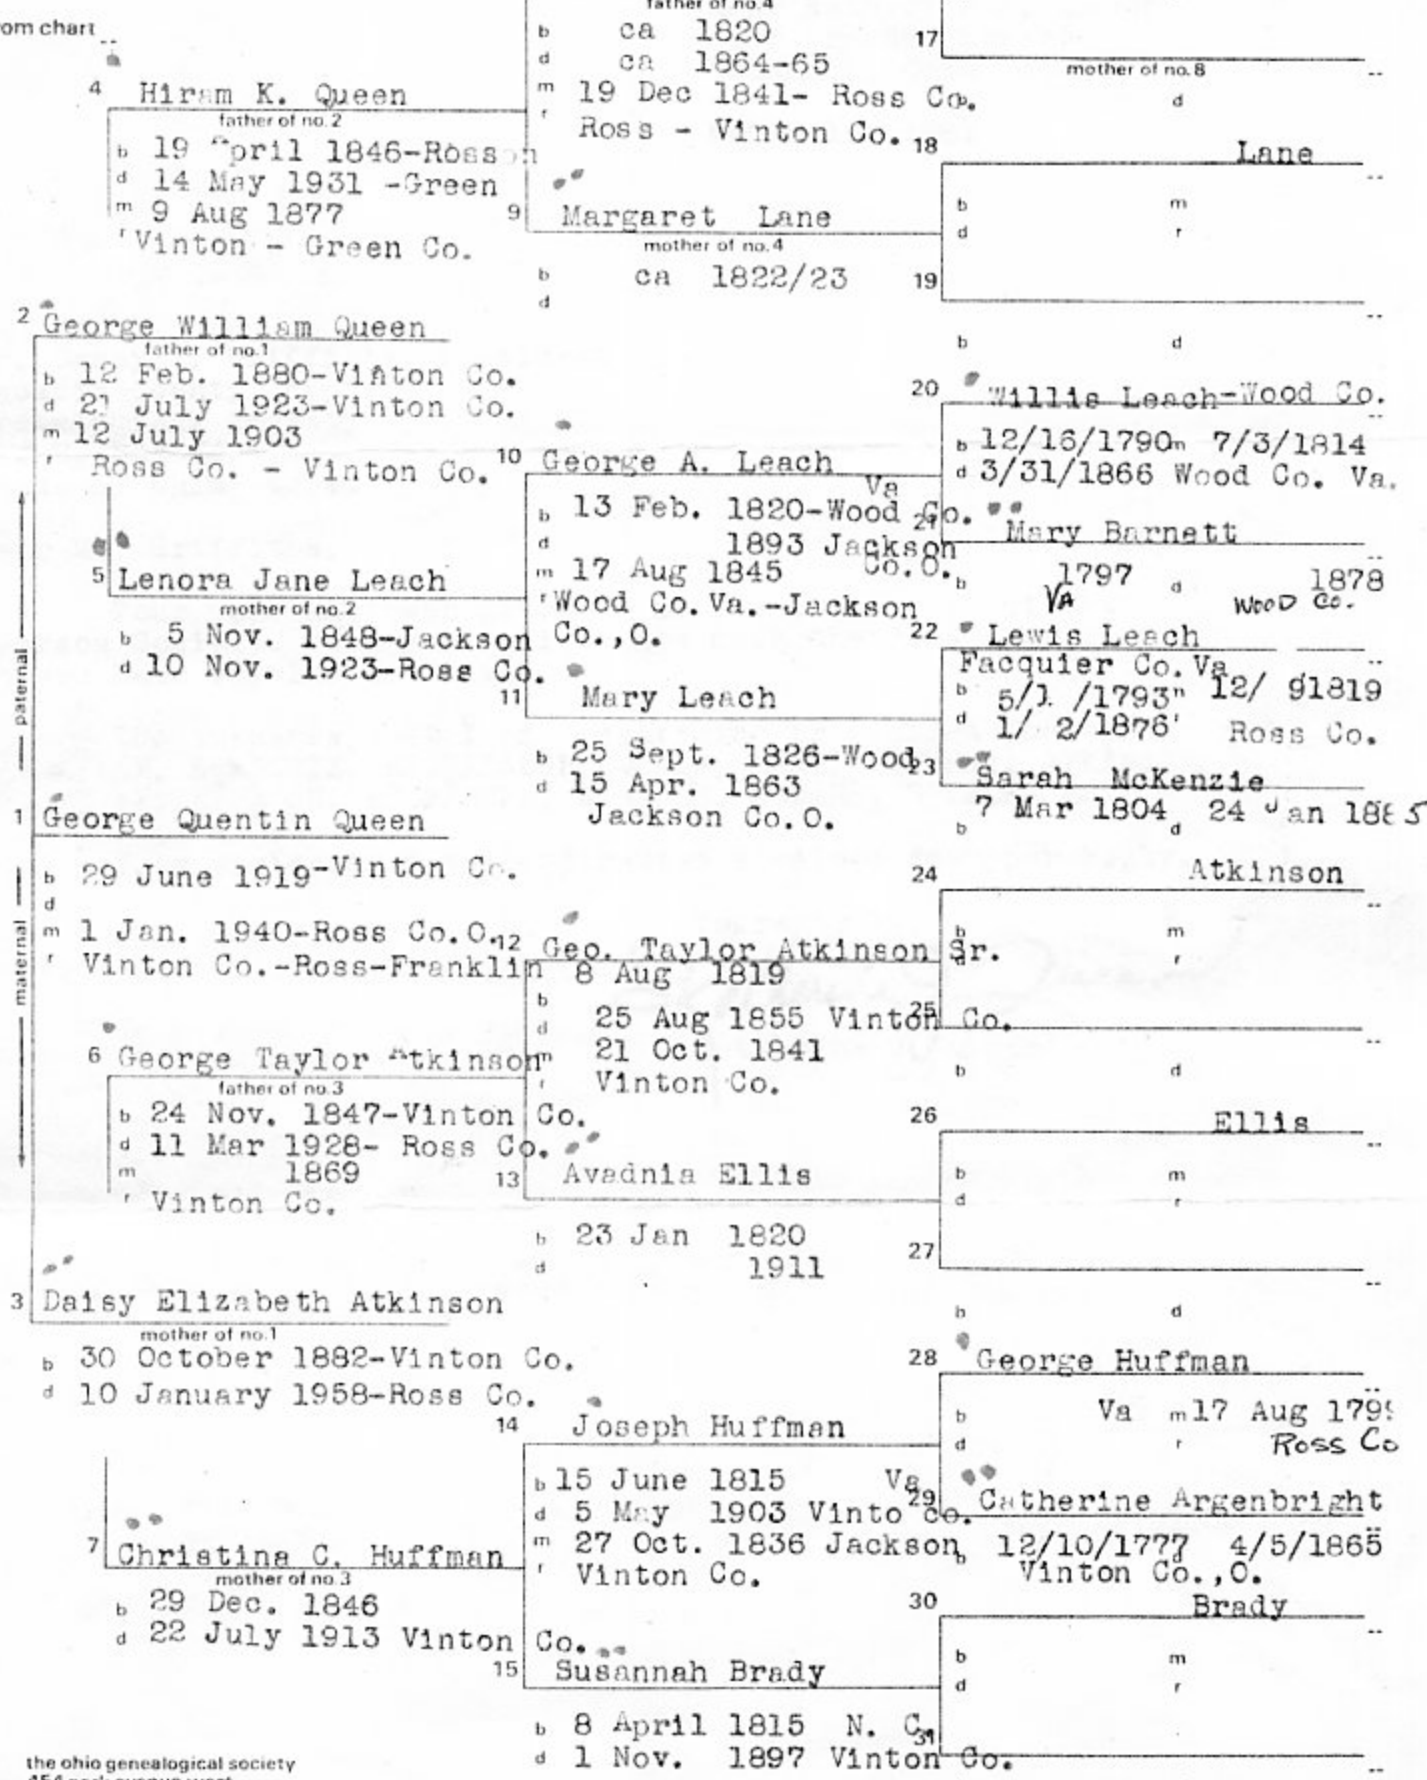 om chart
4 Hiram K. Queen
father of no. 2
b 19 April 1846-Ross
d 14 May 1931 -Green
m 9 Aug 1877
r Vinton - Green Co.
2 George William Queen
father of no.1
b 12 Feb. 1880-Vinton Co.
d 21 July 1923-Vinton Co.
m 12 July 1903
r Ross Co. - Vinton Co.
5 Lenora Jane Leach
mother of no.2
b 5 Nov. 1848-Jackson
d 10 Nov. 1923-Ross Co.
paternal
1 George Quentin Queen
b 29 June 1919-Vinton Co.
d
m 1 Jan. 1940-Ross Co.O.
r Vinton Co.-Ross-Franklin
maternal
6 George Taylor Atkinson
father of no.3
b 24 Nov. 1847-Vinton Co.
d 11 Mar 1928- Ross Co.
m 1869
r Vinton Co.
3 Daisy Elizabeth Atkinson
mother of no.1
b 30 October 1882-Vinton Co.
d 10 January 1958-Ross Co.
7 Christina C. Huffman
mother of no.3
b 29 Dec. 1846
d 22 July 1913 Vinton Co.
the ohio genealogical society
father of no.4
b ca 1820
d ca 1864-65
m 19 Dec 1841- Ross Co.
r Ross - Vinton Co.
9 Margaret Lane
mother of no.4
b ca 1822/23
d
10 George A. Leach
Va
b 13 Feb. 1820-Wood Co.
d 1893 Jackson
m 17 Aug 1845 Co.O.
r Wood Co.Va.-Jackson
Co.,O.
11 Mary Leach
b 25 Sept. 1826-Wood
d 15 Apr. 1863
Jackson Co.O.
12 Geo. Taylor Atkinson Sr.
8 Aug 1819
b
d 25 Aug 1855 Vinton Co.
m 21 Oct. 1841
r Vinton Co.
13 Avadnia Ellis
b 23 Jan 1820
d 1911
14 Joseph Huffman
b 15 June 1815 Va
d 5 May 1903 Vinto Co.
m 27 Oct. 1836 Jackson
r Vinton Co.
15 Susannah Brady
b 8 April 1815 N. C.
d 1 Nov. 1897 Vinton Co.
17
mother of no.8
d
18 Lane
b m
d r
19
b d
20 Willis Leach-Wood Co.
b 12/16/1790 m 7/3/1814
d 3/31/1866 Wood Co. Va.
21 Mary Barnett
b 1797 d 1878
VA Wood Co.
22 Lewis Leach
Facquier Co.Va
b 5/1 /1793 12/ 91819
d 1/ 2/1876 Ross Co.
23 Sarah McKenzie
7 Mar 1804 24 Jan
b d
24 Atkinson
b m
d r
25
b d
26 Ellis
b m
d r
27
b d
28 George Huffman
b Va m 17 Aug 1799
d r Ross Co
29 Catherine Argenbright
b 12/10/1777 4/5/1865
Vinton Co.,O.
30 Brady
b m
d r
31